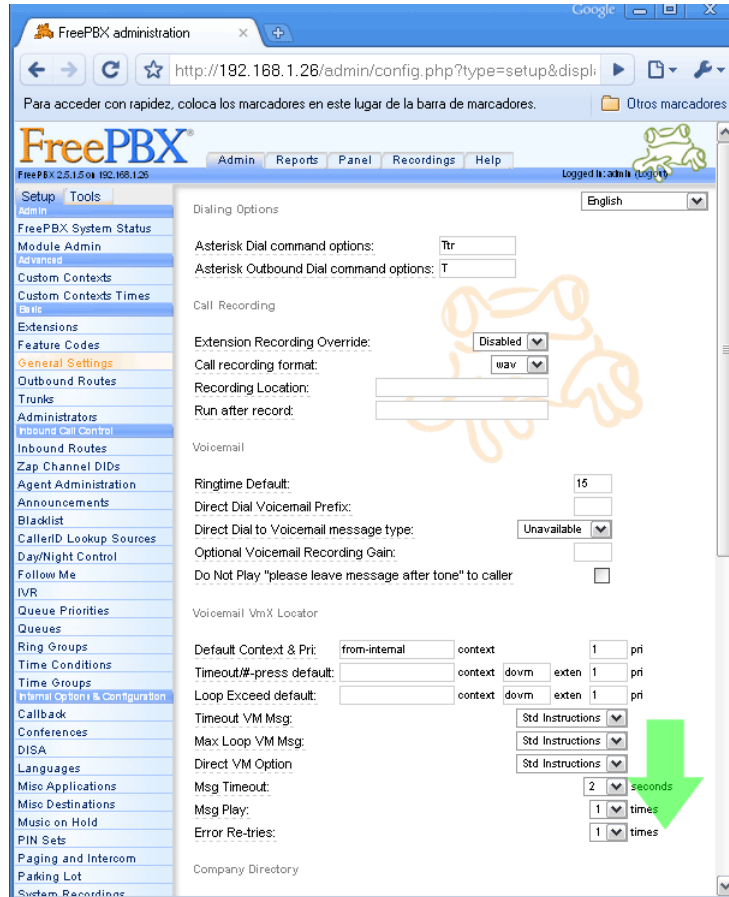 Google
FreePBX administration
http://192.168.1.26/admin/config.php?type=setup&displ
Para acceder con rapidez, coloca los marcadores en este lugar de la barra de marcadores.
Otros marcadores
FreePBX®
Admin Reports Panel Recordings Help
FreePBX 2.5.1.5 on 192.168.1.26
Logged in: admin (Logout)
Setup Tools
Admin
FreePBX System Status
Module Admin
Advanced
Custom Contexts
Custom Contexts Times
Basic
Extensions
Feature Codes
General Settings
Outbound Routes
Trunks
Administrators
Inbound Call Control
Inbound Routes
Zap Channel DIDs
Agent Administration
Announcements
Blacklist
CallerID Lookup Sources
Day/Night Control
Follow Me
IVR
Queue Priorities
Queues
Ring Groups
Time Conditions
Time Groups
Internal Options & Configuration
Callback
Conferences
DISA
Languages
Misc Applications
Misc Destinations
Music on Hold
PIN Sets
Paging and Intercom
Parking Lot
System Recordings
English
Dialing Options
Asterisk Dial command options: Ttr
Asterisk Outbound Dial command options: T
Call Recording
Extension Recording Override: Disabled
Call recording format: wav
Recording Location:
Run after record:
Voicemail
Ringtime Default: 15
Direct Dial Voicemail Prefix:
Direct Dial to Voicemail message type: Unavailable
Optional Voicemail Recording Gain:
Do Not Play "please leave message after tone" to caller
Voicemail VmX Locator
Default Context & Pri: from-internal context 1 pri
Timeout/#-press default: context dovm exten 1 pri
Loop Exceed default: context dovm exten 1 pri
Timeout VM Msg: Std Instructions
Max Loop VM Msg: Std Instructions
Direct VM Option Std Instructions
Msg Timeout: 2 seconds
Msg Play: 1 times
Error Re-tries: 1 times
Company Directory